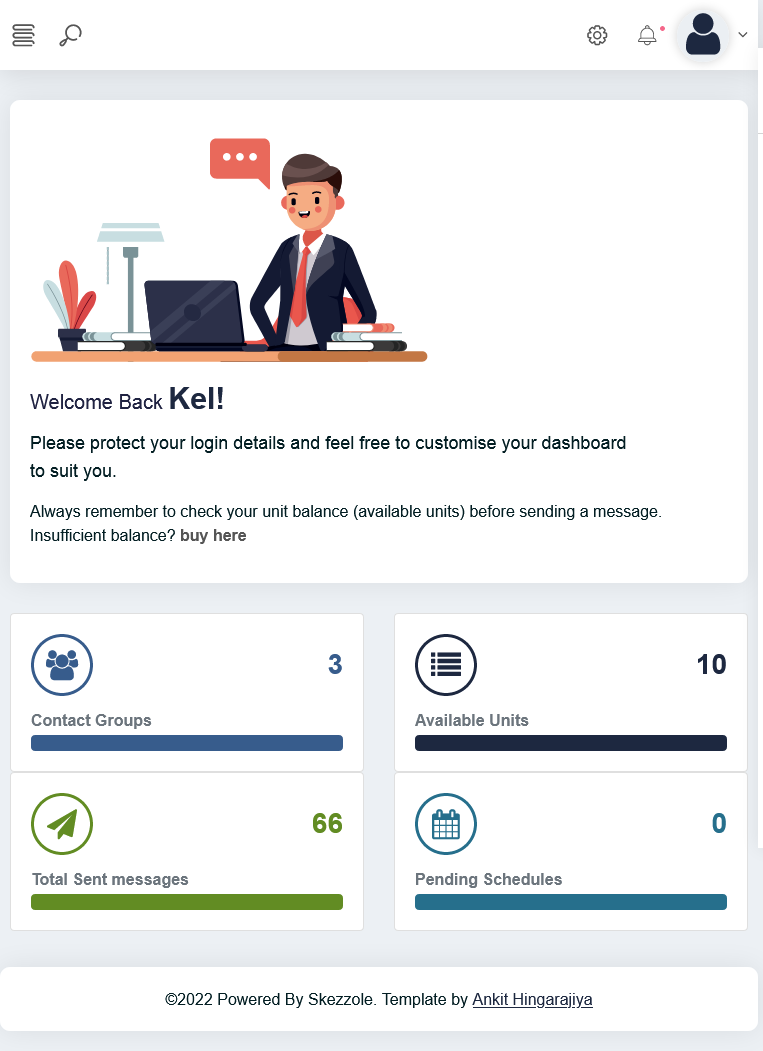 Welcome Back Kel!
Please protect your login details and feel free to customise your dashboard
to suit you.
Always remember to check your unit balance (available units) before sending a message.
Insufficient balance? buy here
3
Contact Groups
10
Available Units
66
Total Sent messages
0
Pending Schedules
©2022 Powered By Skezzole. Template by Ankit Hingarajiya